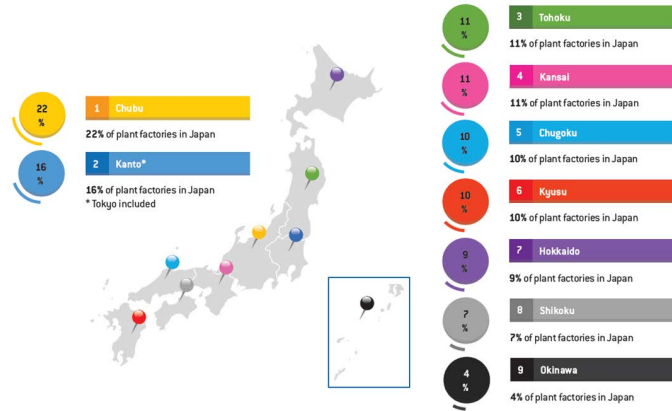 22
%
1 Chubu
22% of plant factories in Japan
16
%
2 Kanto*
16% of plant factories in Japan
* Tokyo included
11
%
3 Tohoku
11% of plant factories in Japan
11
%
4 Kansai
11% of plant factories in Japan
10
%
5 Chugoku
10% of plant factories in Japan
10
%
6 Kyusu
10% of plant factories in Japan
9
%
7 Hokkaido
9% of plant factories in Japan
7
%
8 Shikoku
7% of plant factories in Japan
4
%
9 Okinawa
4% of plant factories in Japan